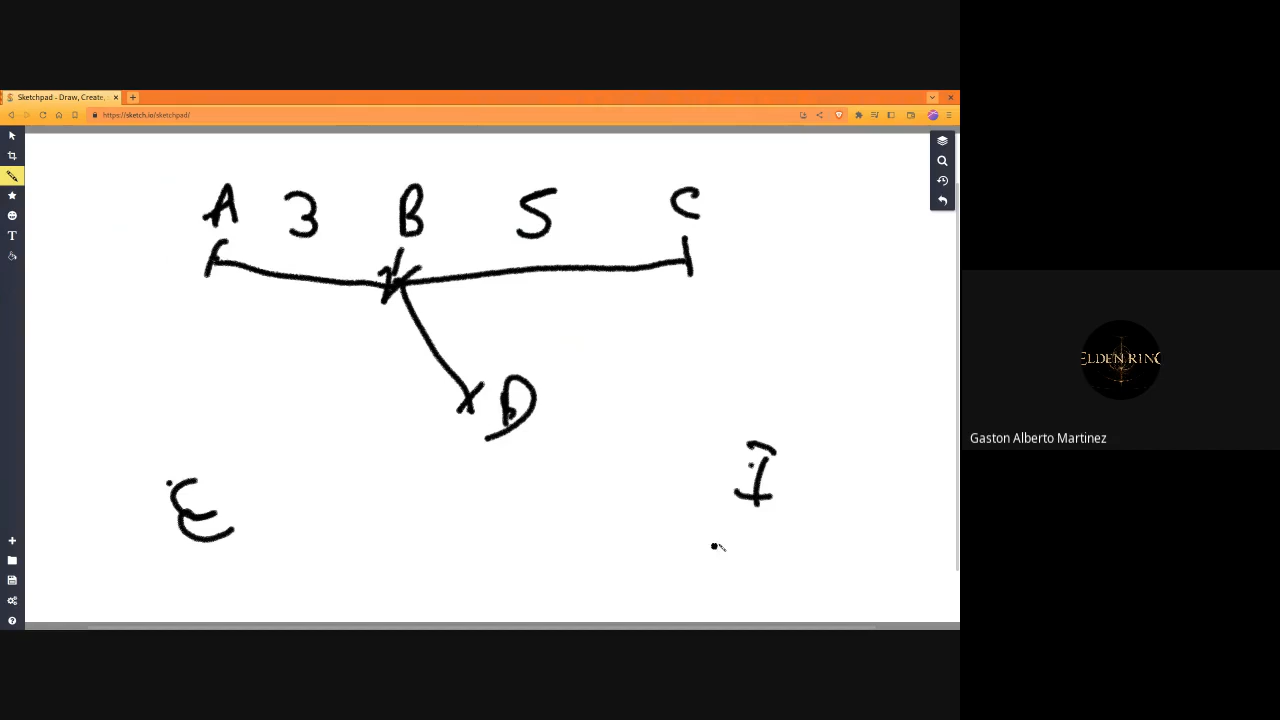 Sketchpad - Draw, Create,
https://sketch.io/sketchpad/
A 3 B 5 C
D
I
E
ELDEN RING
Gaston Alberto Martinez